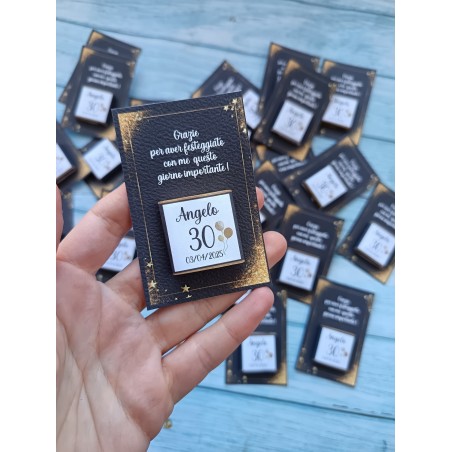 Grazie
per aver festeggiato
con me questo
giorno importante!
Angelo
30
03/04/2025